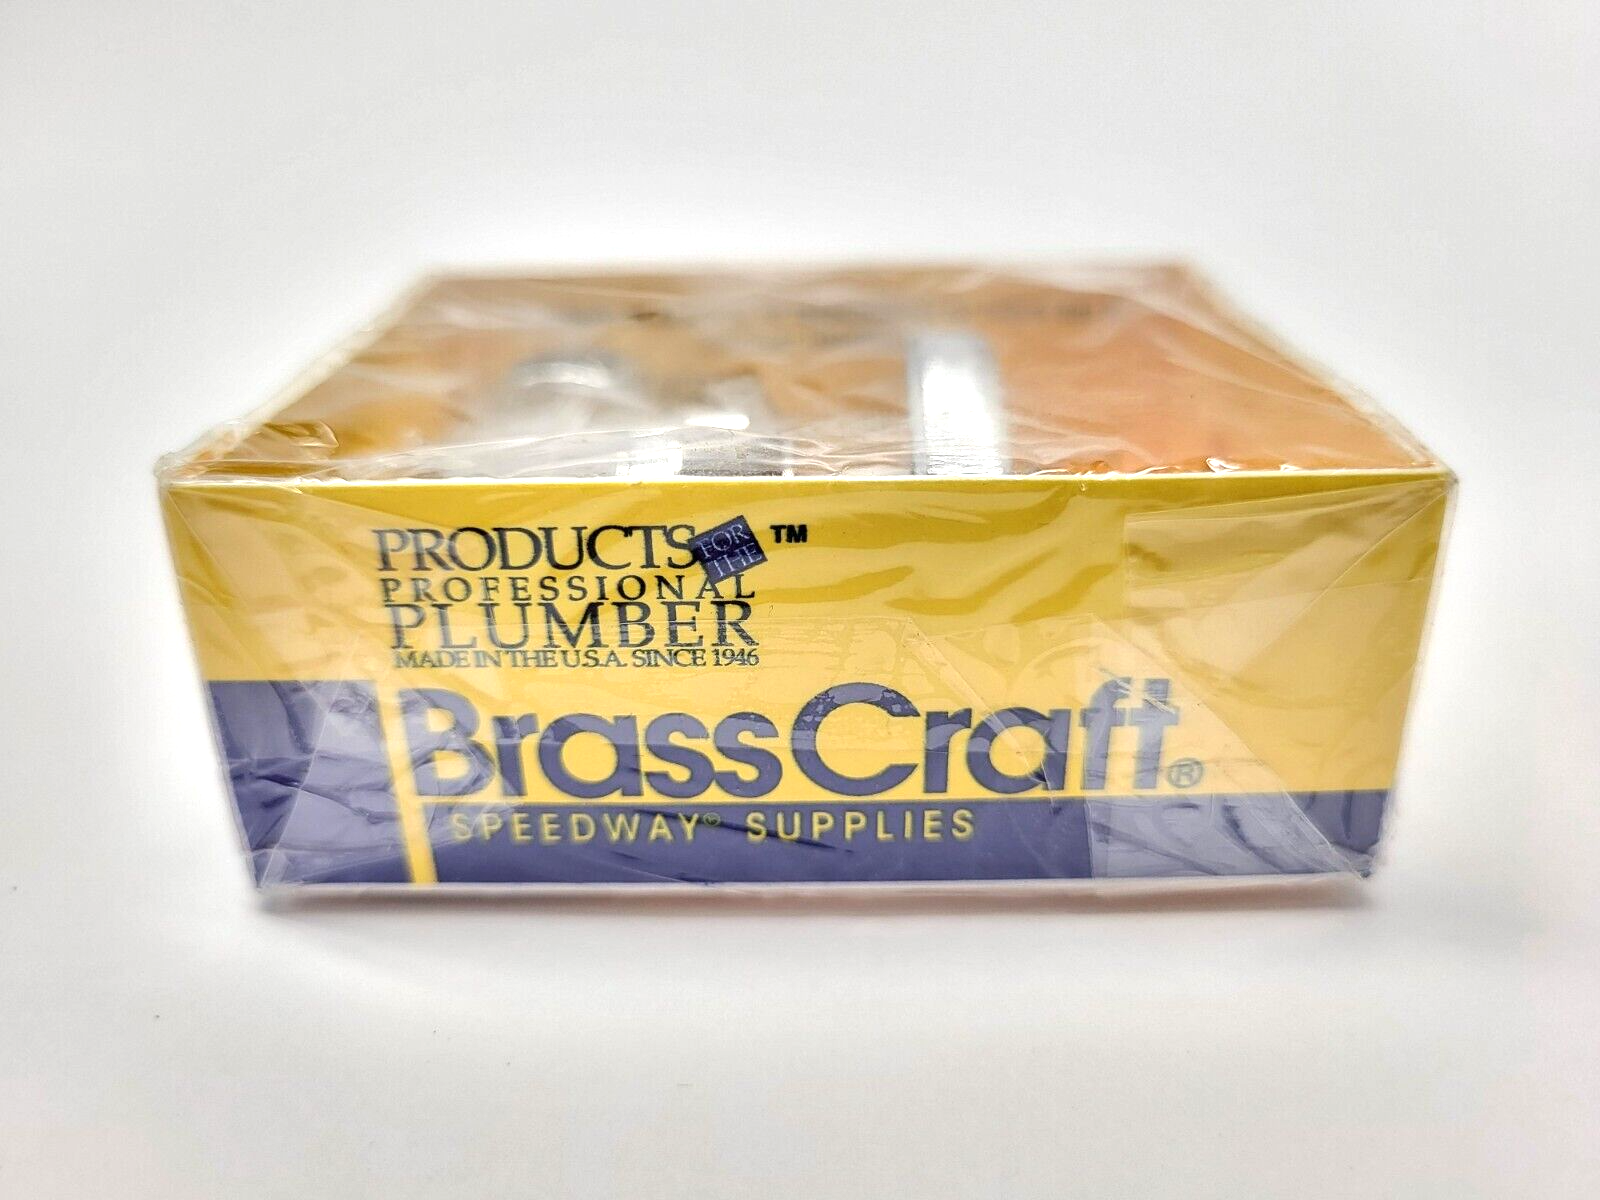 PRODUCTS FOR THE ™
PROFESSIONAL
PLUMBER
MADE IN THE U.S.A. SINCE 1946
BrassCraft®
SPEEDWAY® SUPPLIES